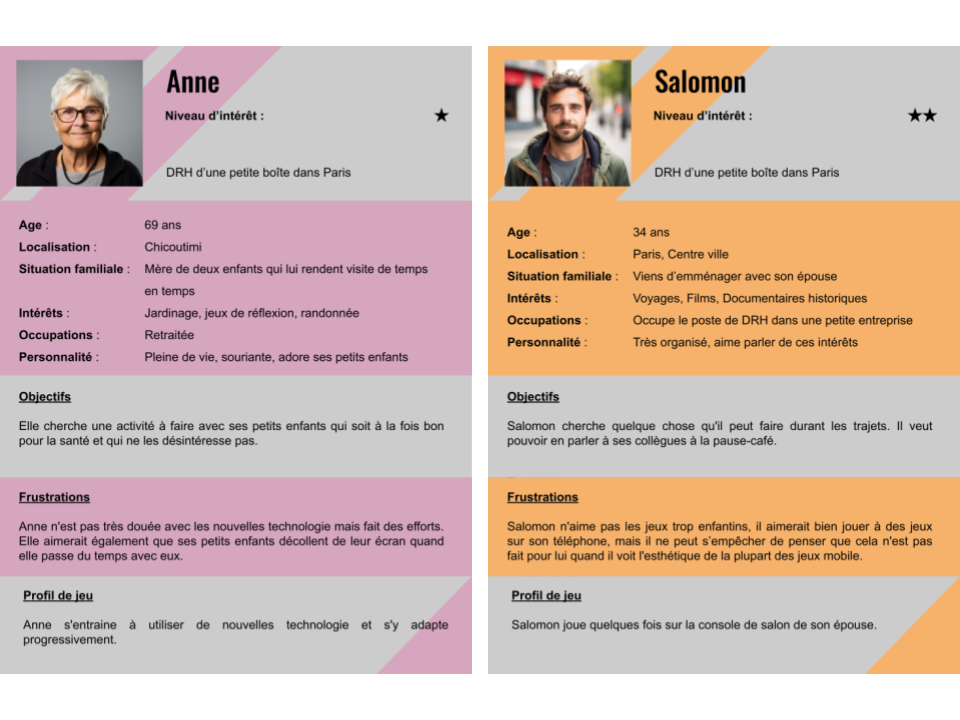 Anne
Niveau d'intérêt : ★
DRH d'une petite boîte dans Paris
Age : 69 ans
Localisation : Chicoutimi
Situation familiale : Mère de deux enfants qui lui rendent visite de temps
en temps
Intérêts : Jardinage, jeux de réflexion, randonnée
Occupations : Retraitée
Personnalité : Pleine de vie, souriante, adore ses petits enfants
Objectifs
Elle cherche une activité à faire avec ses petits enfants qui soit à la fois bon
pour la santé et qui ne les désintéresse pas.
Frustrations
Anne n'est pas très douée avec les nouvelles technologie mais fait des efforts.
Elle aimerait également que ses petits enfants décollent de leur écran quand
elle passe du temps avec eux.
Profil de jeu
Anne s'entraine à utiliser de nouvelles technologie et s'y adapte
progressivement.
Salomon
Niveau d'intérêt : ★★
DRH d'une petite boîte dans Paris
Age : 34 ans
Localisation : Paris, Centre ville
Situation familiale : Viens d'emménager avec son épouse
Intérêts : Voyages, Films, Documentaires historiques
Occupations : Occupe le poste de DRH dans une petite entreprise
Personnalité : Très organisé, aime parler de ces intérêts
Objectifs
Salomon cherche quelque chose qu'il peut faire durant les trajets. Il veut
pouvoir en parler à ses collègues à la pause-café.
Frustrations
Salomon n'aime pas les jeux trop enfantins, il aimerait bien jouer à des jeux
sur son téléphone, mais il ne peut s'empêcher de penser que cela n'est pas
fait pour lui quand il voit l'esthétique de la plupart des jeux mobile.
Profil de jeu
Salomon joue quelques fois sur la console de salon de son épouse.